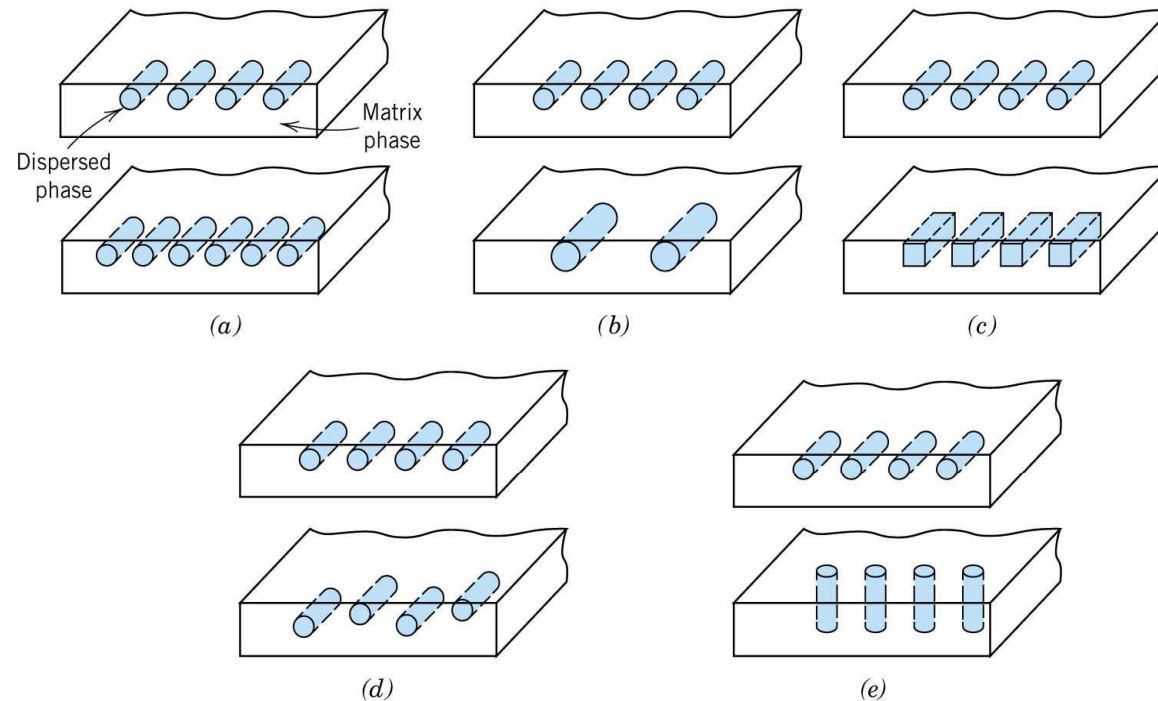 Matrix
phase
Dispersed
phase
(a)
(b)
(c)
(d)
(e)